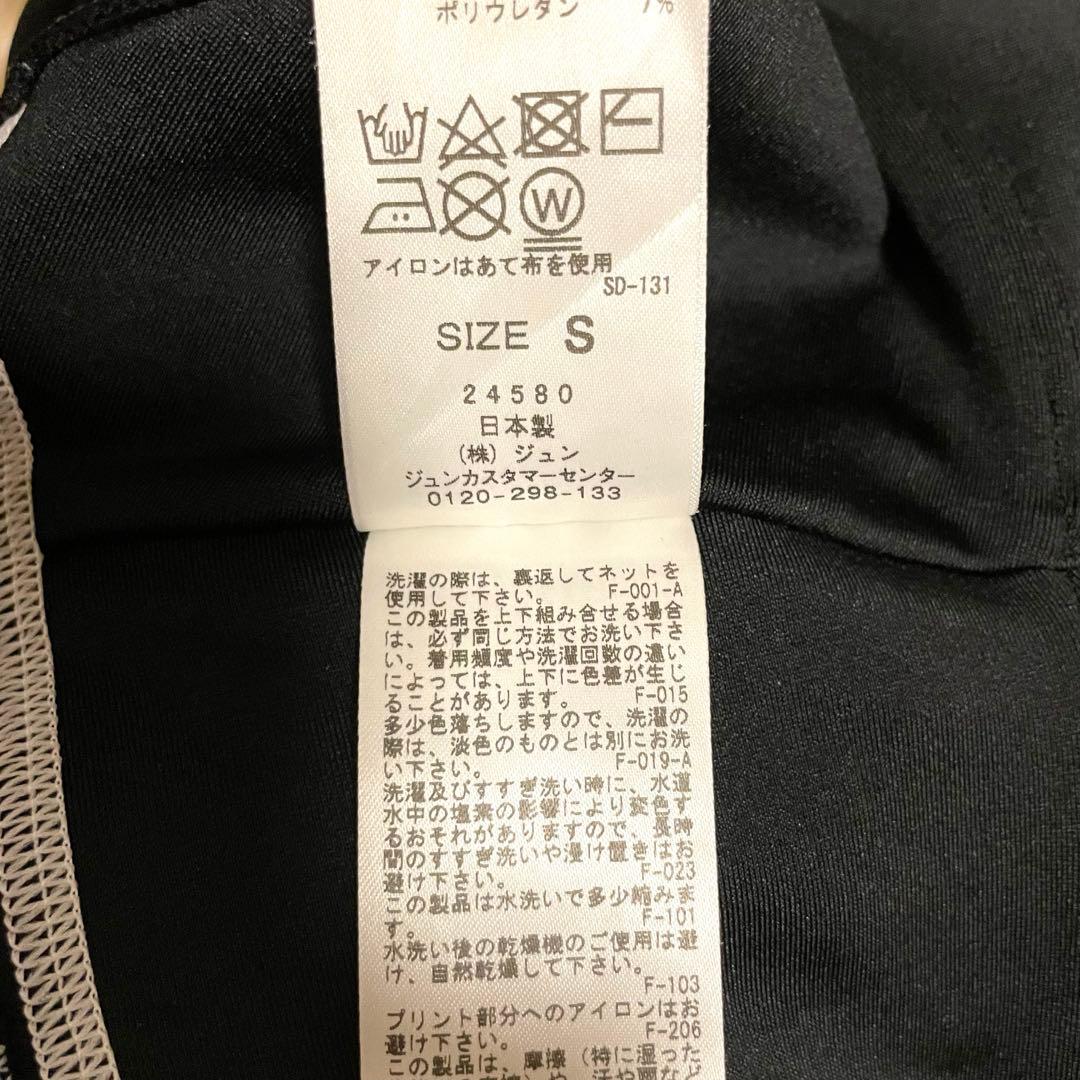 ポリウレタン 7%
W
アイロンはあて布を使用
SD-131
SIZE S
24580
日本製
(株) ジュン
ジュンカスタマーセンター
0120-298-133
洗濯の際は、裏返してネットを
使用して下さい。 F-001-A
この製品を上下組み合せる場合
は、必ず同じ方法でお洗い下さ
い。着用頻度や洗濯回数の違い
によっては、上下に色差が生じ
ることがあります。 F-015
多少色落ちしますので、洗濯の
際は、淡色のものとは別にお洗
い下さい。 F-019-A
洗濯及びすすぎ洗い時に、水道
水中の塩素の影響により変色す
るおそれがありますので、長時
間のすすぎ洗いや浸け置きはお
避け下さい。 F-023
この製品は水洗いで多少縮みま
す。 F-101
水洗い後の乾燥機のご使用は避
け、自然乾燥して下さい。
F-103
プリント部分へのアイロンはお
避け下さい。 F-206
この製品は、摩擦(特に湿った